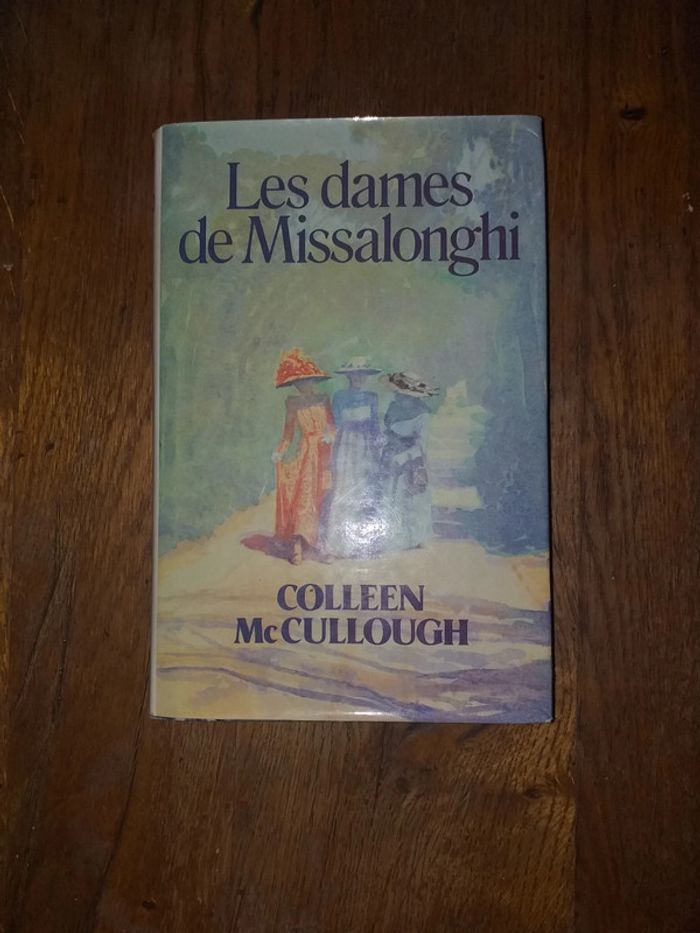 Les dames
de Missalonghi
COLLEEN
McCULLOUGH